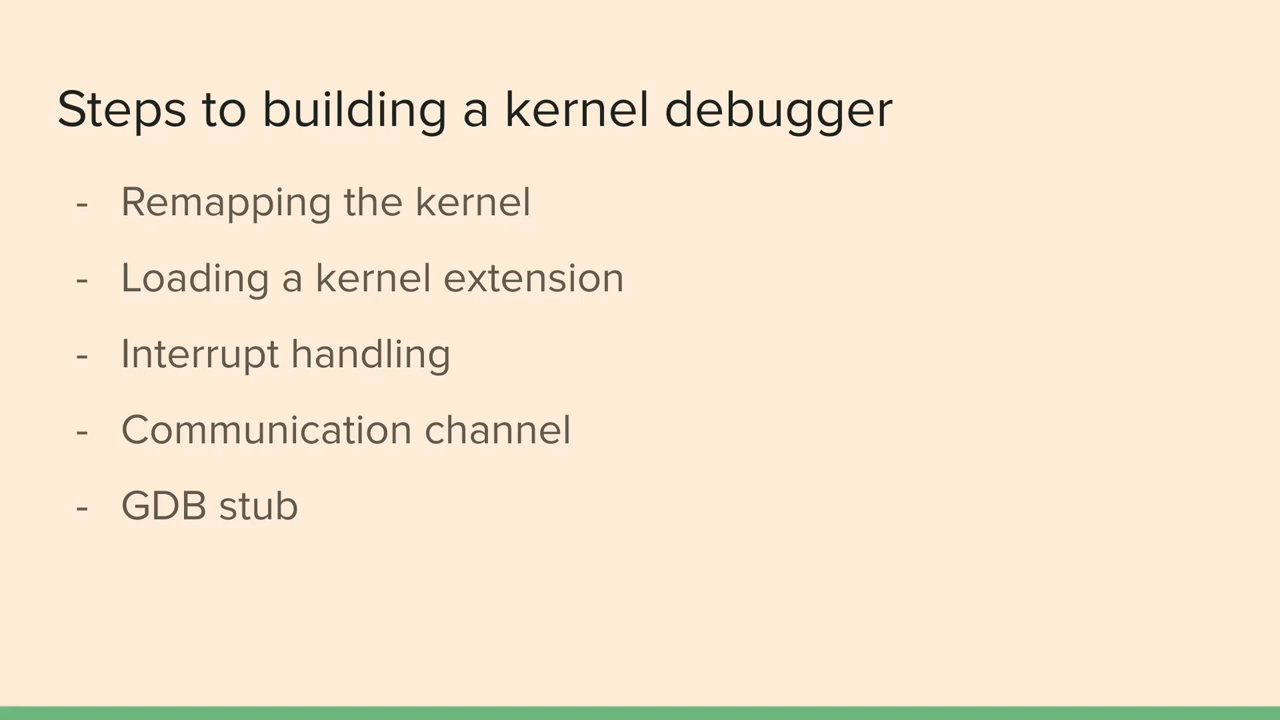 Steps to building a kernel debugger
- Remapping the kernel
- Loading a kernel extension
- Interrupt handling
- Communication channel
- GDB stub